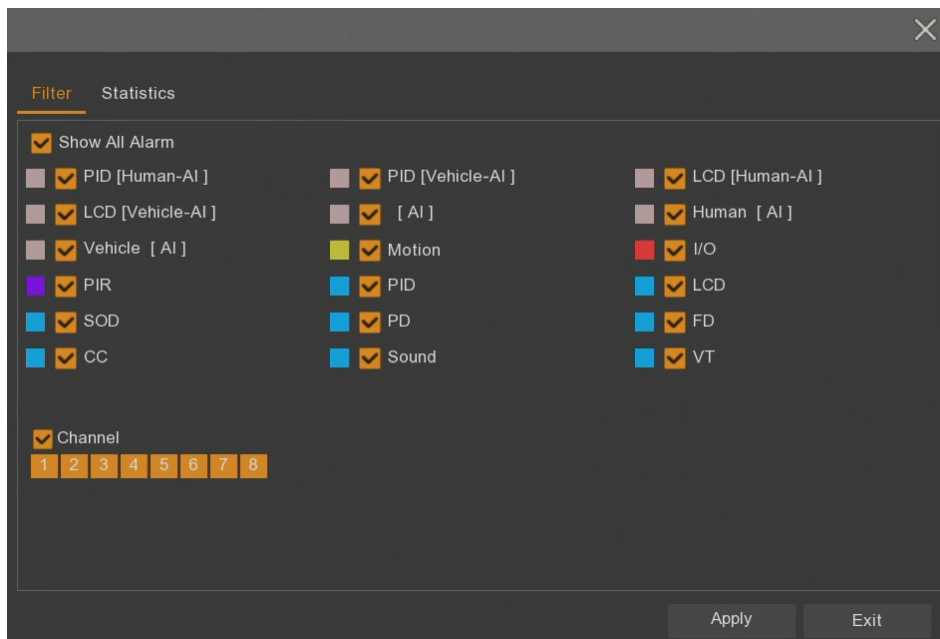 Filter Statistics
Show All Alarm
PID [Human-AI ] PID [Vehicle-AI ] LCD [Human-AI ]
LCD [Vehicle-AI ] [ AI ] Human [ AI ]
Vehicle [ AI ] Motion I/O
PIR PID LCD
SOD PD FD
CC Sound VT
Channel
1 2 3 4 5 6 7 8
Apply Exit